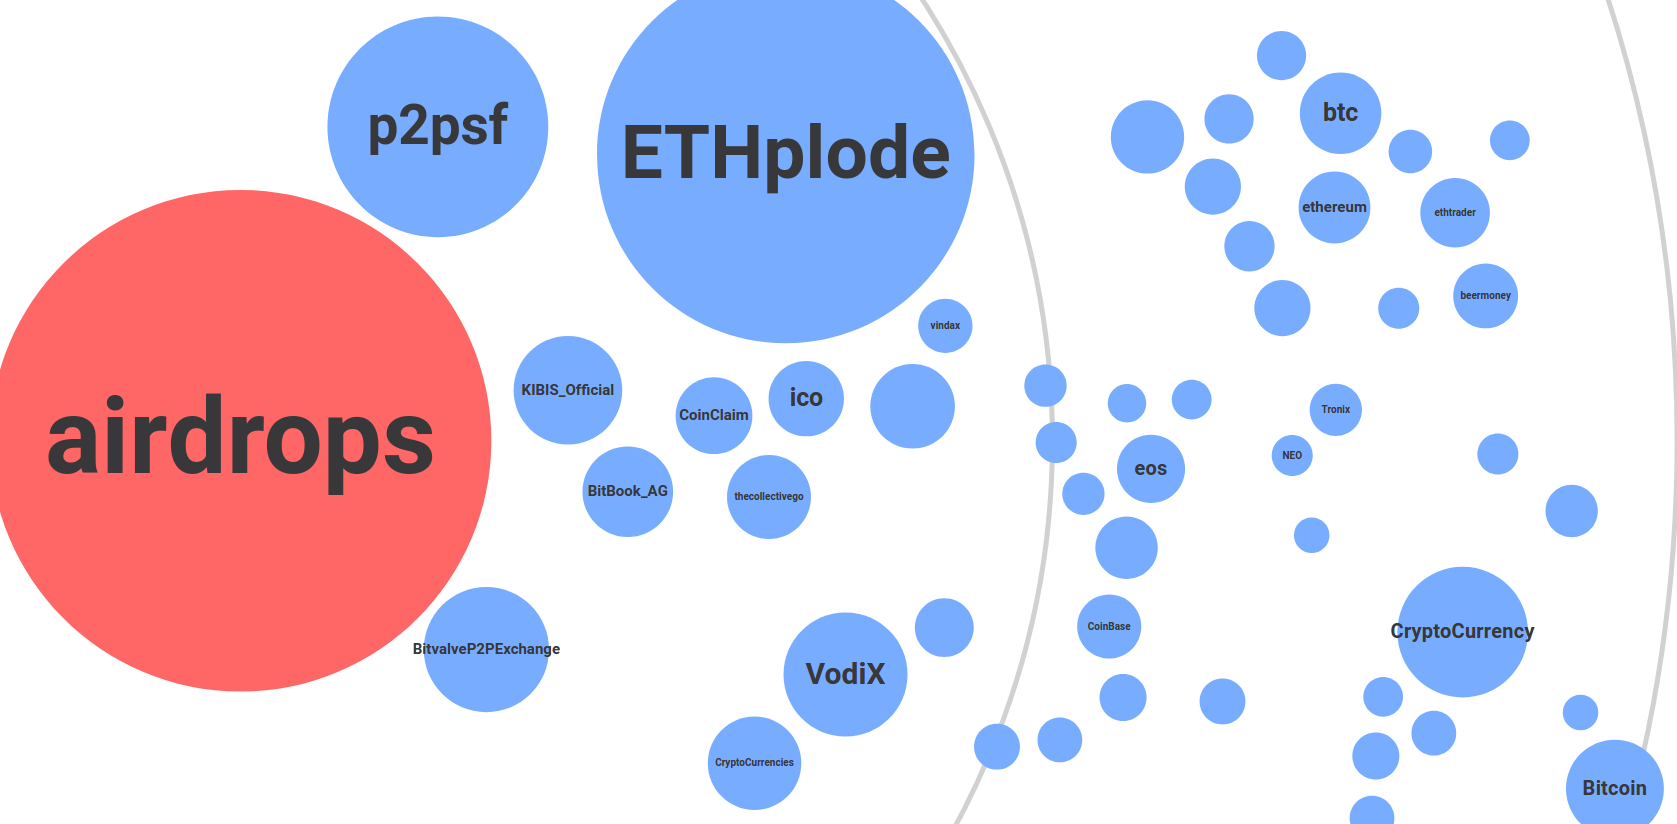 p2psf
ETHplode
btc
ethereum
ethtrader
beermoney
vindax
airdrops
KIBIS_Official
CoinClaim
ico
Tronix
NEO
eos
BitBook_AG
thecollectivego
BitvalveP2PExchange
CoinBase
CryptoCurrency
VodiX
CryptoCurrencies
Bitcoin